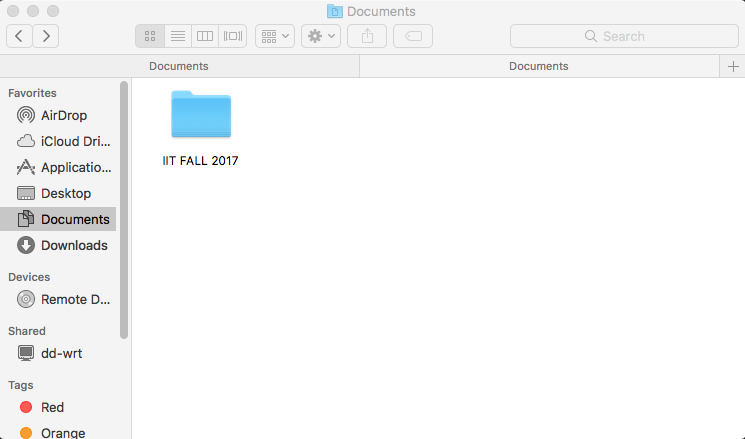 Documents
Search
Documents
Documents
Favorites
AirDrop
iCloud Dri...
Applicatio...
Desktop
Documents
Downloads
Devices
Remote D...
Shared
dd-wrt
Tags
Red
Orange
IIT FALL 2017